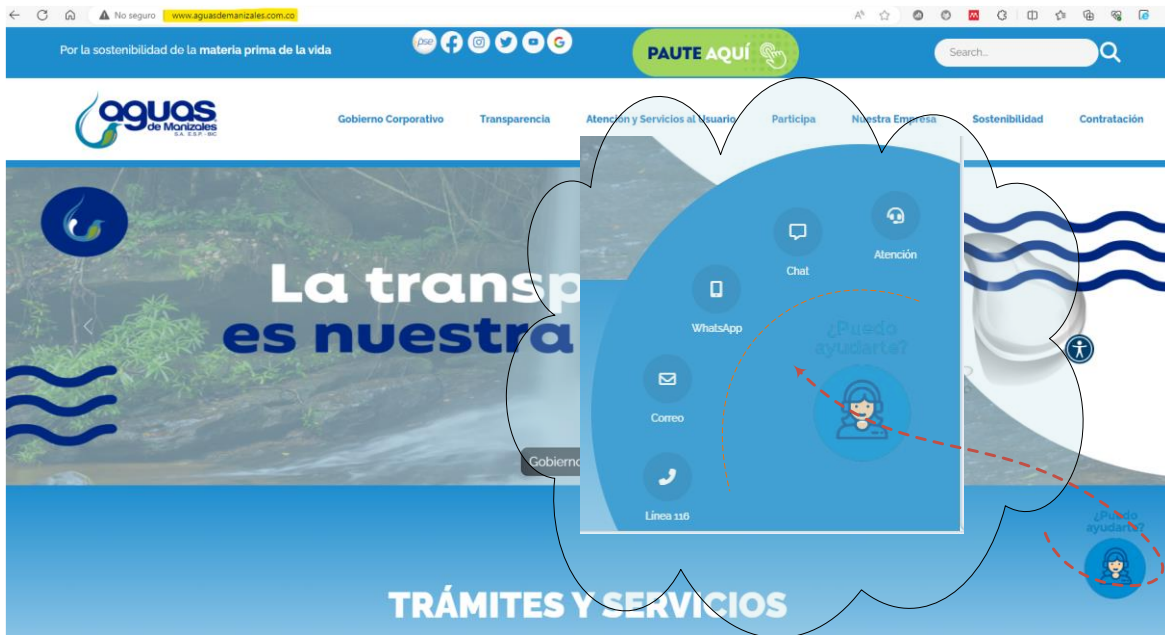 No seguro
www.aguasdemanizales.com.co
Por la sostenibilidad de la materia prima de la vida
pse
PAUTE AQUÍ
Search...
aguas
de Manizales
S.A. E.S.P. - BIC
Gobierno Corporativo
Transparencia
Atención y Servicios al Usuario
Participa
Nuestra Empresa
Sostenibilidad
Contratación
La transp
es nuestra
Gobierno
Atención
Chat
WhatsApp
Correo
Línea 116
¿Puedo
ayudarte?
¿Puedo
ayudarte?
TRÁMITES Y SERVICIOS